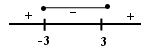 + − +
-3 3